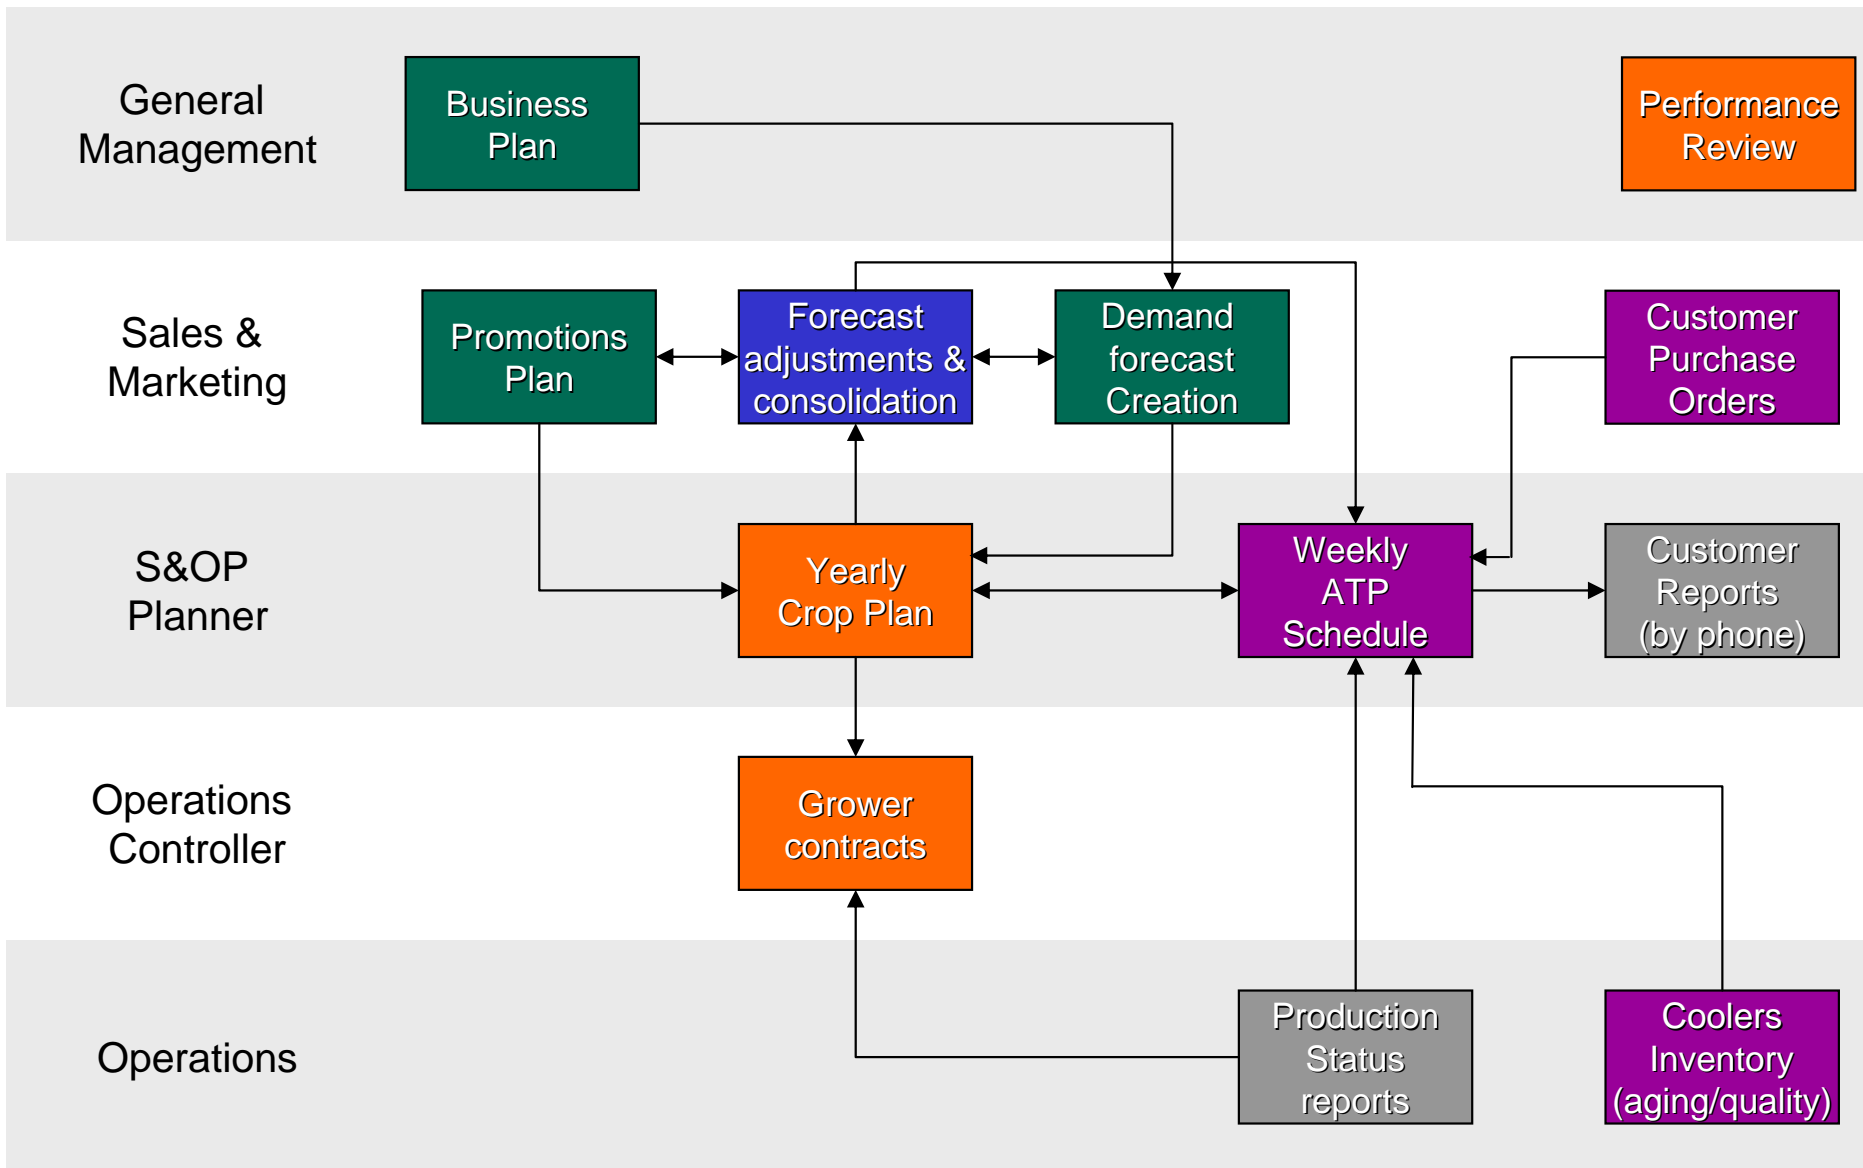 General
Management
Business
Plan
Performance
Review
Sales &
Marketing
Promotions
Plan
Forecast
adjustments &
consolidation
Demand
forecast
Creation
Customer
Purchase
Orders
S&OP
Planner
Yearly
Crop Plan
Weekly
ATP
Schedule
Customer
Reports
(by phone)
Operations
Controller
Grower
contracts
Operations
Production
Status
reports
Coolers
Inventory
(aging/quality)